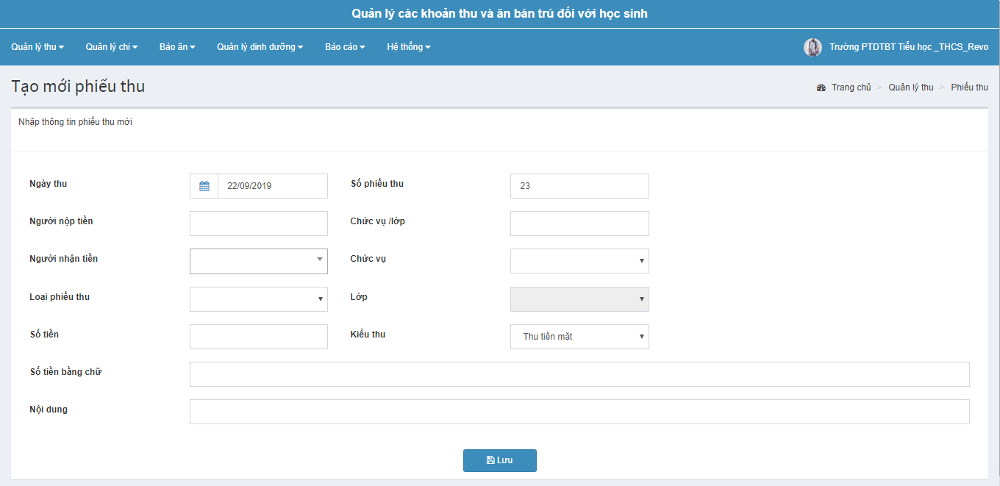 Quản lý các khoản thu và ăn bán trú đối với học sinh
Quản lý thu Quản lý chi Báo ăn Quản lý dinh dưỡng Báo cáo Hệ thống Trường PTDTBT Tiểu học _THCS_Revo
Tạo mới phiếu thu Trang chủ > Quản lý thu > Phiếu thu
Nhập thông tin phiếu thu mới
Ngày thu 22/09/2019 Số phiếu thu 23
Người nộp tiền Chức vụ /lớp
Người nhận tiền Chức vụ
Loại phiếu thu Lớp
Số tiền Kiểu thu Thu tiền mặt
Số tiền bằng chữ
Nội dung
Lưu